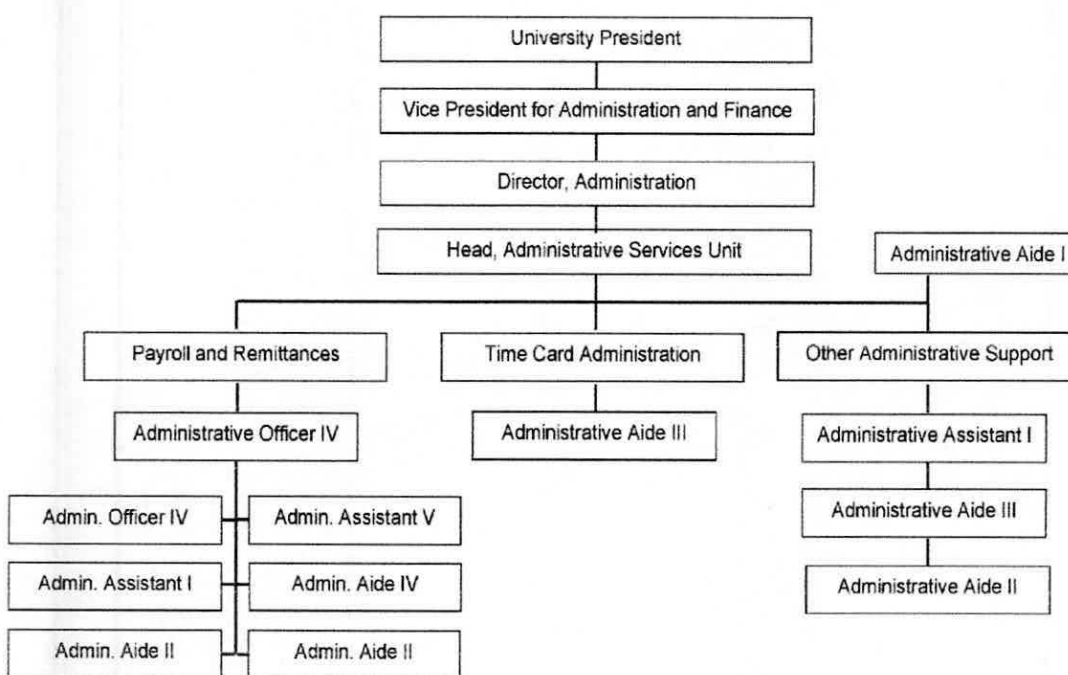 University President
Vice President for Administration and Finance
Director, Administration
Head, Administrative Services Unit
Administrative Aide I
Payroll and Remittances
Time Card Administration
Other Administrative Support
Administrative Officer IV
Administrative Aide III
Administrative Assistant I
Admin. Officer IV
Admin. Assistant V
Administrative Aide III
Admin. Assistant I
Admin. Aide IV
Administrative Aide II
Admin. Aide II
Admin. Aide II